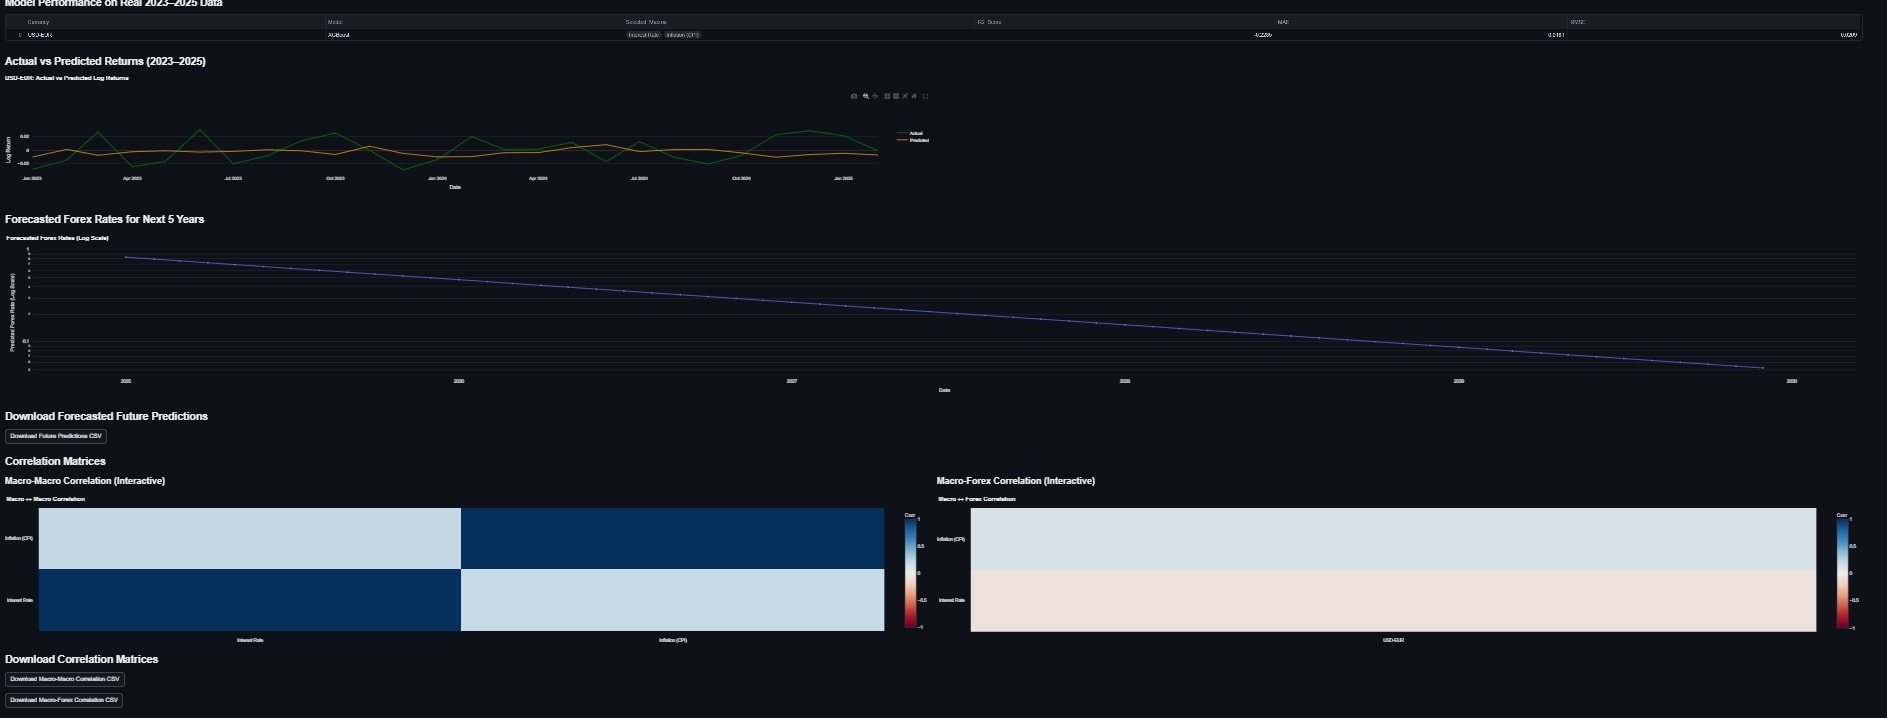 Model Performance on Real 2023–2025 Data
Currency Model Selected Macros R2 Score MAE RMSE
0 USD-EUR XGBoost Interest Rate Inflation (CPI) -0.2285 0.0161 0.0209
Actual vs Predicted Returns (2023–2025)
USD-EUR: Actual vs Predicted Log Returns
Log Return
0.02
0
−0.02
Actual
Predicted
Jan 2023 Apr 2023 Jul 2023 Oct 2023 Jan 2024 Apr 2024 Jul 2024 Oct 2024 Jan 2025
Date
Forecasted Forex Rates for Next 5 Years
Forecasted Forex Rates (Log Scale)
Predicted Forex Rate (Log Scale)
1
0.1
2025 2026 2027 2028 2029 2030
Date
Download Forecasted Future Predictions
Download Future Predictions CSV
Correlation Matrices
Macro-Macro Correlation (Interactive)
Macro ↔ Macro Correlation
Inflation (CPI)
Interest Rate
Interest Rate Inflation (CPI)
Corr
1
0.5
0
−0.5
−1
Macro-Forex Correlation (Interactive)
Macro ↔ Forex Correlation
Inflation (CPI)
Interest Rate
USD-EUR
Corr
1
0.5
0
−0.5
−1
Download Correlation Matrices
Download Macro-Macro Correlation CSV
Download Macro-Forex Correlation CSV